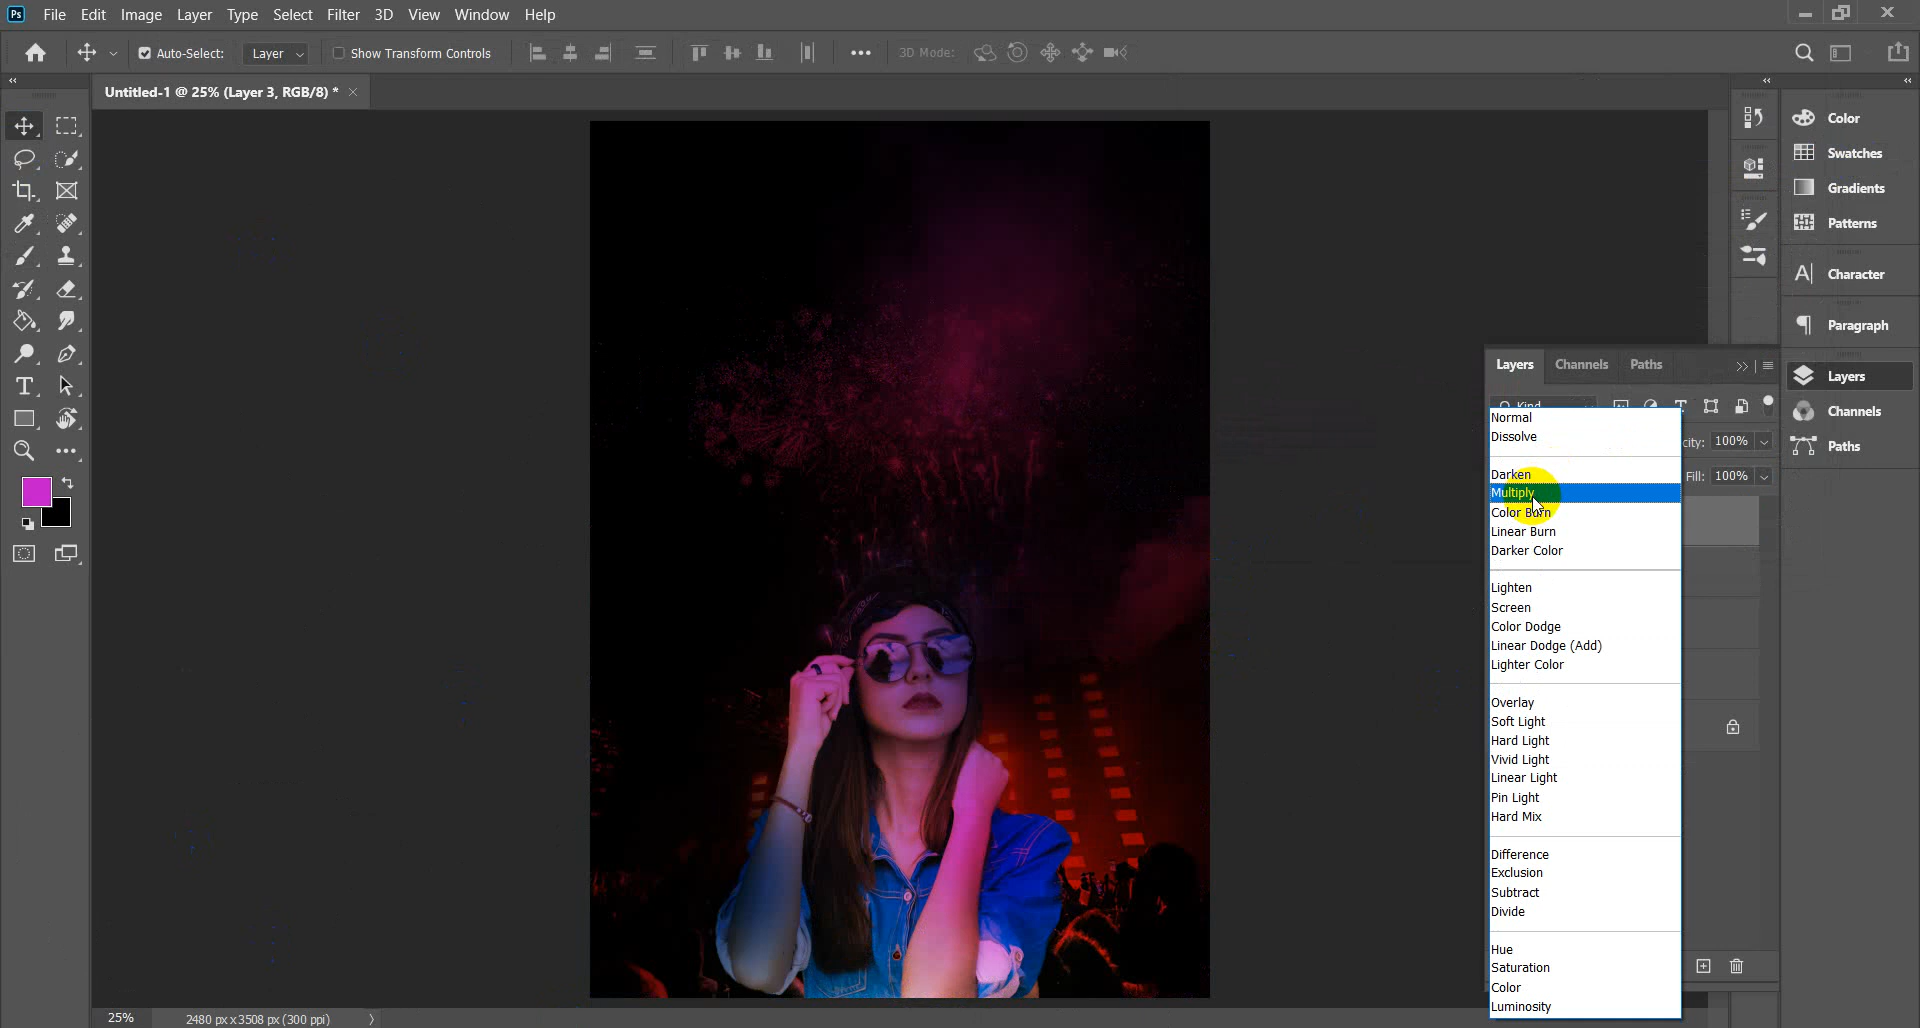 Ps File Edit Image Layer Type Select Filter 3D View Window Help
Auto-Select: Layer Show Transform Controls 3D Mode:
Untitled-1 @ 25% (Layer 3, RGB/8) *
Color
Swatches
Gradients
Patterns
Character
Paragraph
Layers
Channels
Paths
Layers Channels Paths
Kind
Normal
Dissolve
city: 100%
Darken
Multiply
Fill: 100%
Color Burn
Linear Burn
Darker Color
Lighten
Screen
Color Dodge
Linear Dodge (Add)
Lighter Color
Overlay
Soft Light
Hard Light
Vivid Light
Linear Light
Pin Light
Hard Mix
Difference
Exclusion
Subtract
Divide
Hue
Saturation
Color
Luminosity
25% 2480 px x 3508 px (300 ppi)